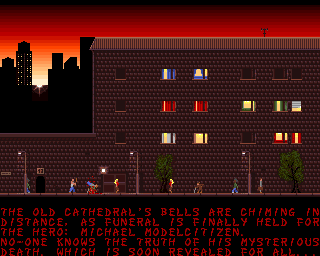 THE OLD CATHEDRAL'S BELLS ARE CHIMING IN
DISTANCE. AS FUNERAL IS FINALLY HELD FOR
THE HERO: MICHAEL MODELCITIZEN.
NO-ONE KNOWS THE TRUTH OF HIS MYSTERIOUS
DEATH. WHICH IS SOON REVEALED FOR ALL...